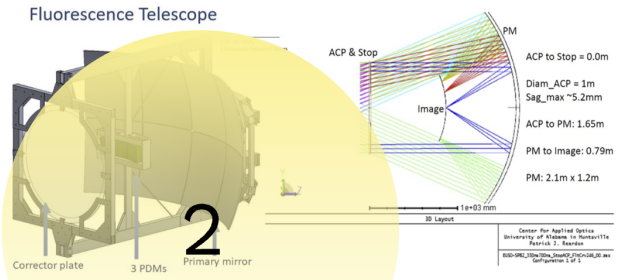 Fluorescence Telescope
PM
ACP & Stop
ACP to Stop = 0.0m
Diam_ACP = 1m
Sag_max ~5.2mm
Image
ACP to PM: 1.65m
PM to Image: 0.79m
PM: 2.1m x 1.2m
1e+03 mm
3D Layout
2
Corrector plate
3 PDMs
Primary mirror
Center For Applied Optics
University of Alabama in Huntsville
Patrick J. Reardon
Configuration 1 of 1